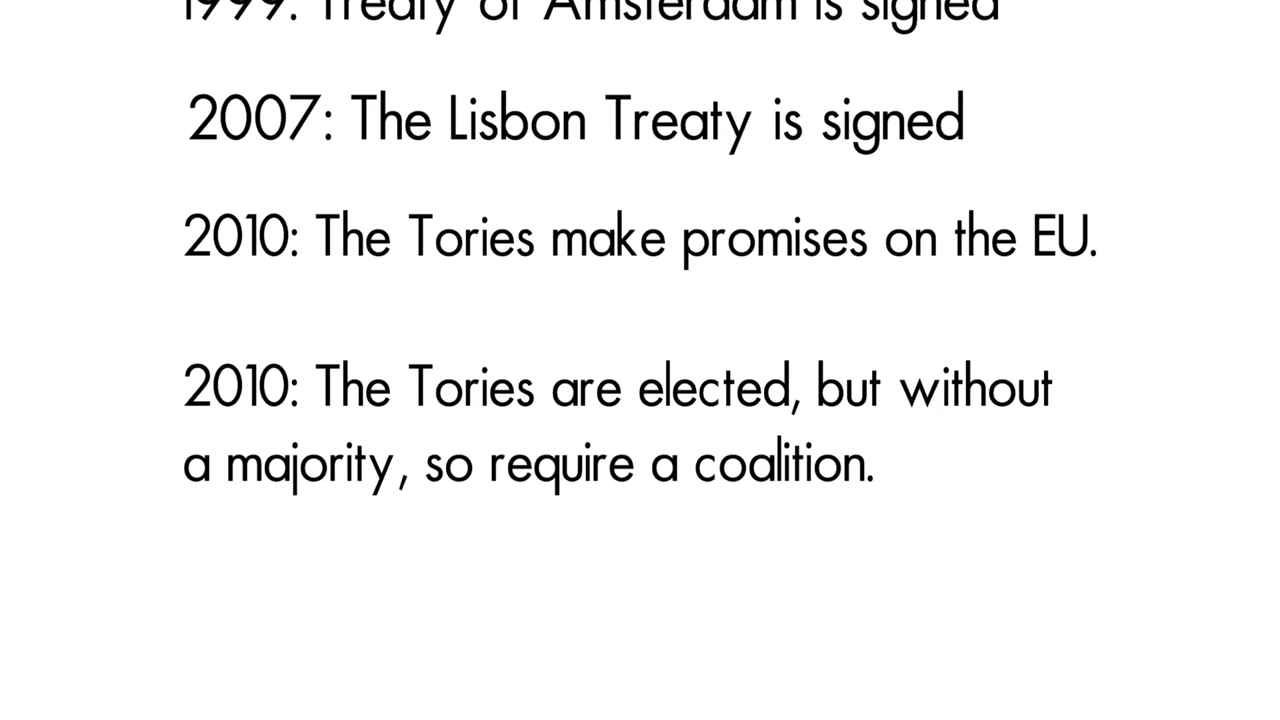 1999: Treaty of Amsterdam is signed
2007: The Lisbon Treaty is signed
2010: The Tories make promises on the EU.
2010: The Tories are elected, but without
a majority, so require a coalition.